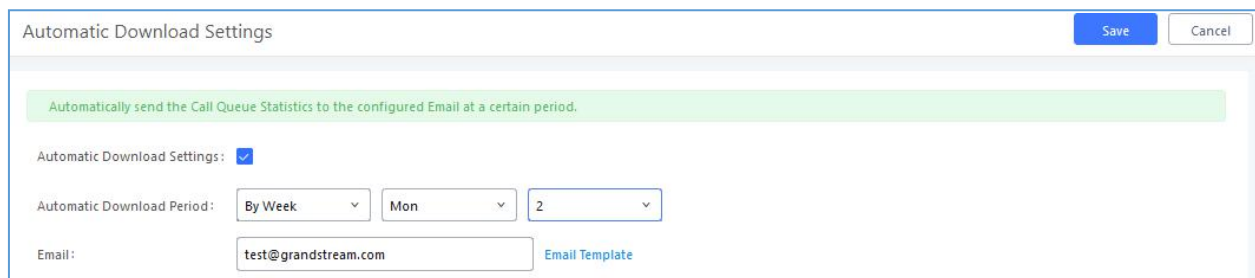 Automatic Download Settings Save Cancel
Automatically send the Call Queue Statistics to the configured Email at a certain period.
Automatic Download Settings:
Automatic Download Period: By Week Mon 2
Email: test@grandstream.com Email Template